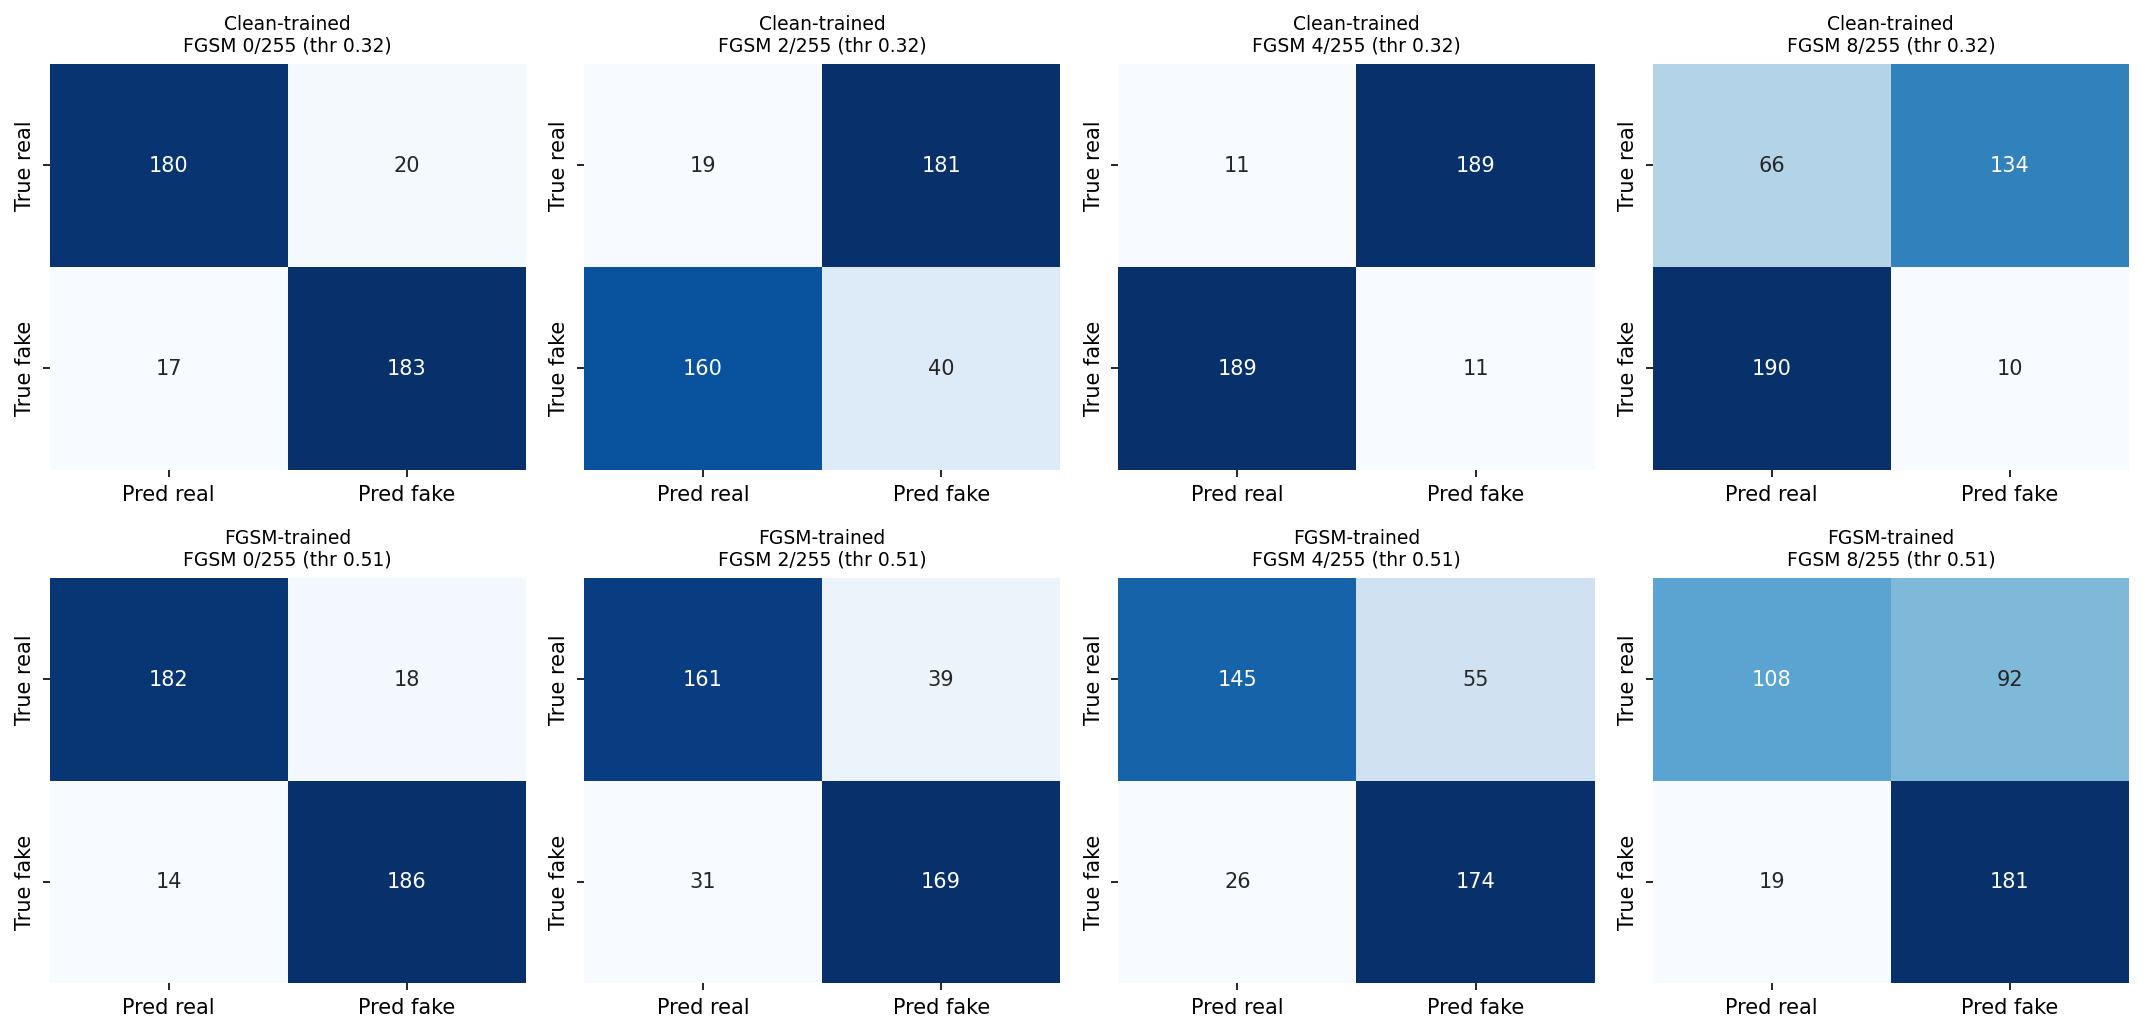 Clean-trained
FGSM 0/255 (thr 0.32)
True real
180
20
True fake
17
183
Pred real
Pred fake
Clean-trained
FGSM 2/255 (thr 0.32)
True real
19
181
True fake
160
40
Pred real
Pred fake
Clean-trained
FGSM 4/255 (thr 0.32)
True real
11
189
True fake
189
11
Pred real
Pred fake
Clean-trained
FGSM 8/255 (thr 0.32)
True real
66
134
True fake
190
10
Pred real
Pred fake
FGSM-trained
FGSM 0/255 (thr 0.51)
True real
182
18
True fake
14
186
Pred real
Pred fake
FGSM-trained
FGSM 2/255 (thr 0.51)
True real
161
39
True fake
31
169
Pred real
Pred fake
FGSM-trained
FGSM 4/255 (thr 0.51)
True real
145
55
True fake
26
174
Pred real
Pred fake
FGSM-trained
FGSM 8/255 (thr 0.51)
True real
108
92
True fake
19
181
Pred real
Pred fake